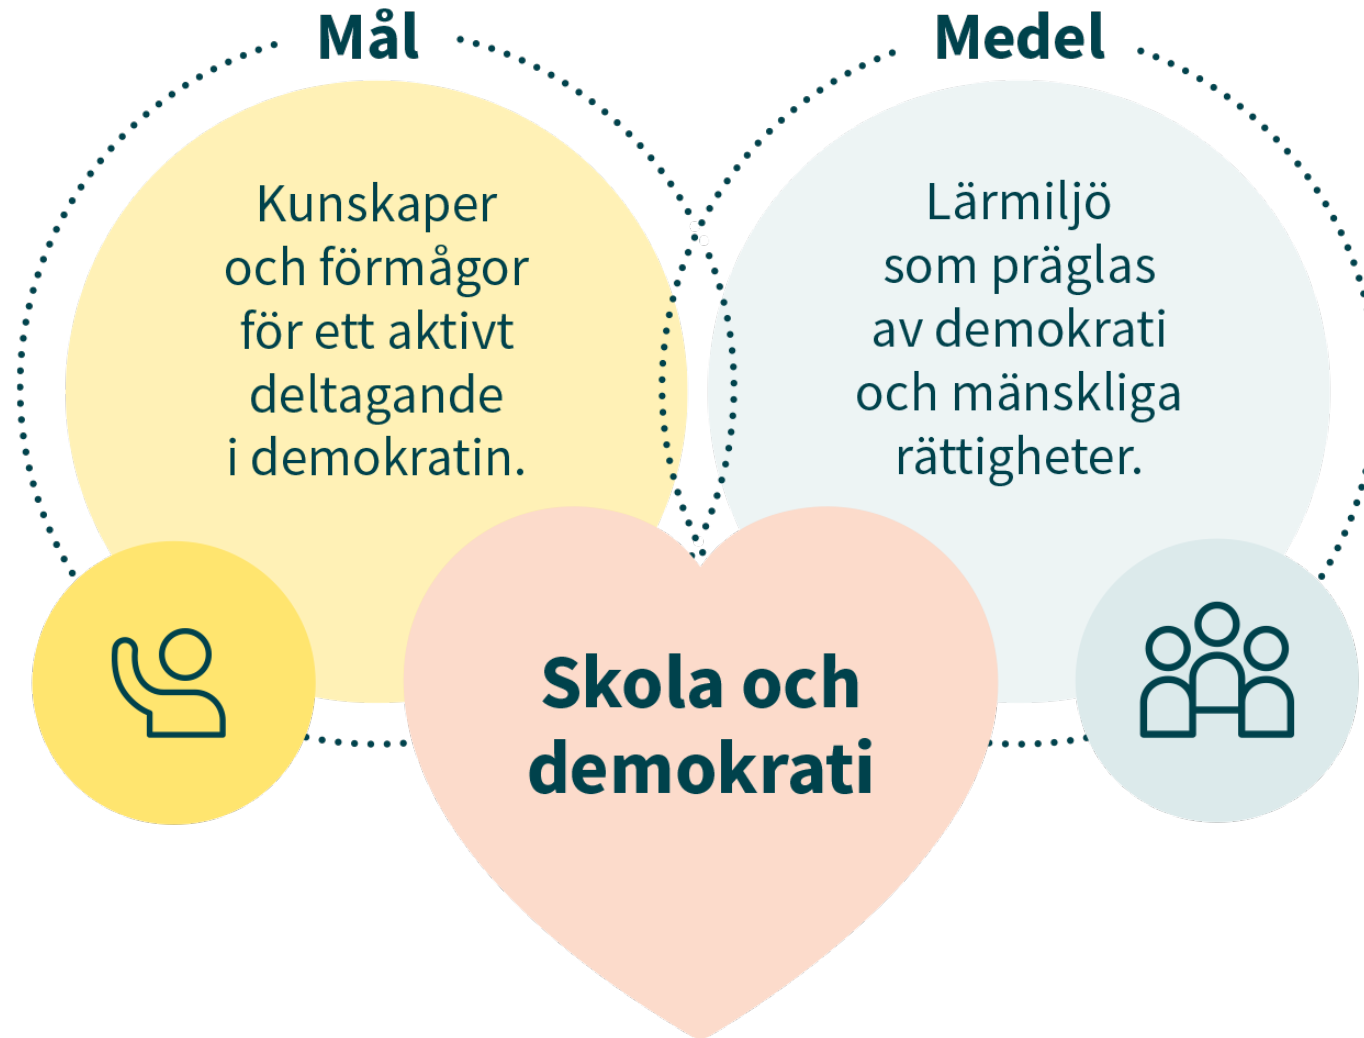 Mål
Kunskaper
och förmågor
för ett aktivt
deltagande
i demokratin.
Medel
Lärmiljö
som präglas
av demokrati
och mänskliga
rättigheter.
Skola och
demokrati